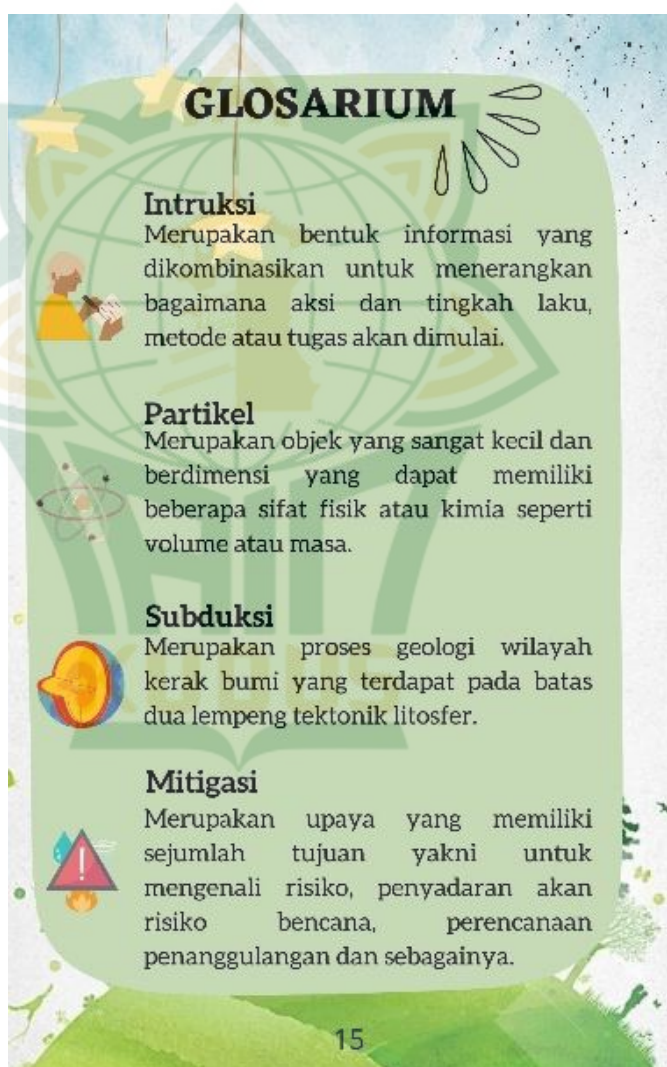 GLOSARIUM
Intruksi
Merupakan bentuk informasi yang
dikombinasikan untuk menerangkan
bagaimana aksi dan tingkah laku,
metode atau tugas akan dimulai.
Partikel
Merupakan objek yang sangat kecil dan
berdimensi yang dapat memiliki
beberapa sifat fisik atau kimia seperti
volume atau masa.
Subduksi
Merupakan proses geologi wilayah
kerak bumi yang terdapat pada batas
dua lempeng tektonik litosfer.
Mitigasi
Merupakan upaya yang memiliki
sejumlah tujuan yakni untuk
mengenali risiko, penyadaran akan
risiko bencana, perencanaan
penanggulangan dan sebagainya.
15